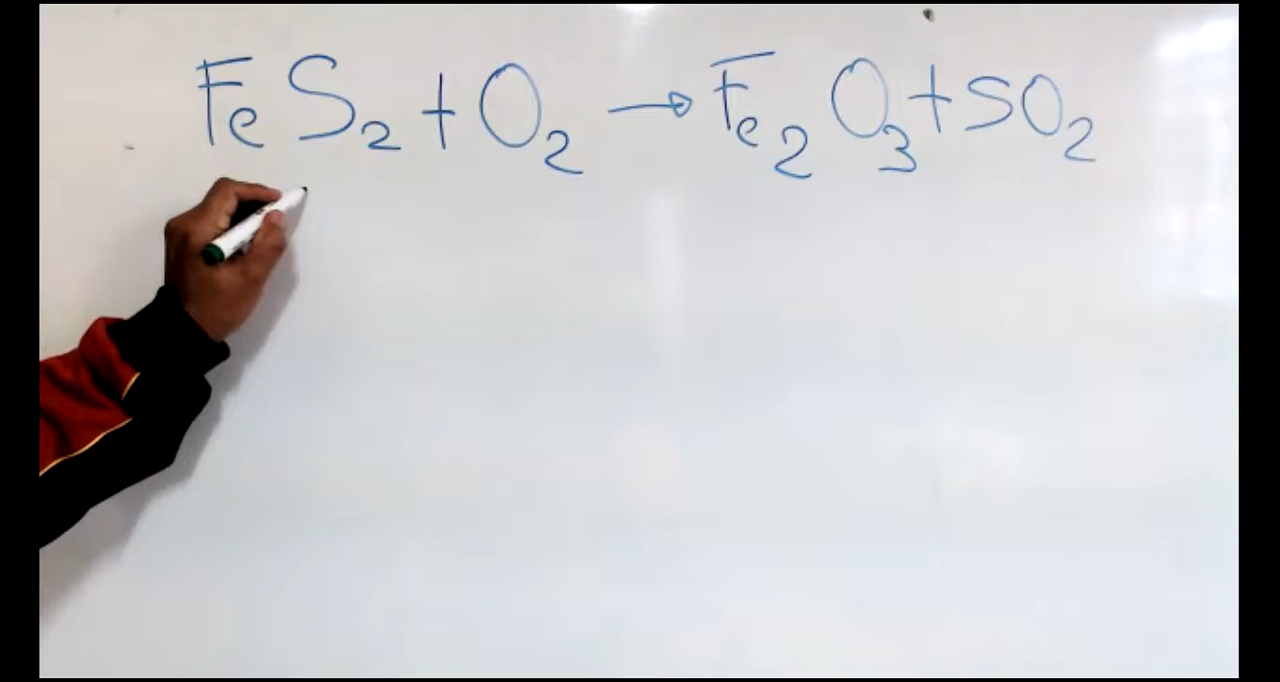 FeS₂ + O₂ → Fe₂O₃ + SO₂